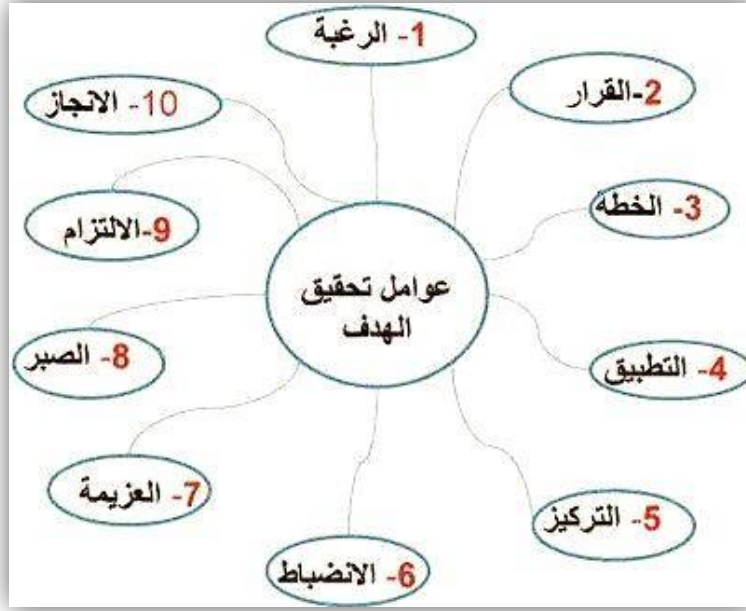 عوامل تحقيق
الهدف
1- الرغبة
2-القرار
3- الخطة
4- التطبيق
5- التركيز
6- الانضباط
7- العزيمة
8- الصبر
9-الالتزام
10- الانجاز